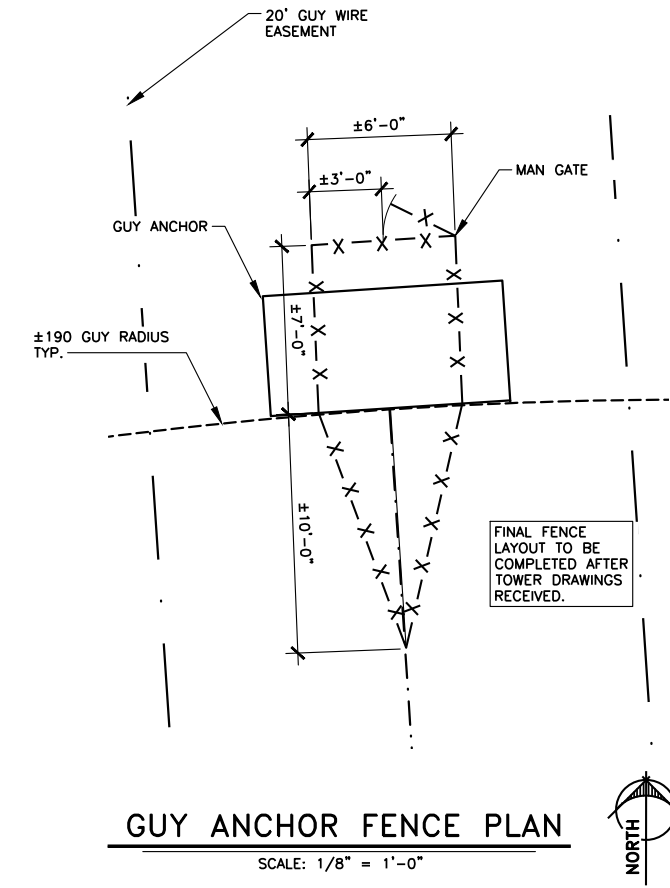 20' GUY WIRE
EASEMENT
±6'-0"
±3'-0"
MAN GATE
GUY ANCHOR
±7'-0"
±190 GUY RADIUS
TYP.
±10'-0"
FINAL FENCE
LAYOUT TO BE
COMPLETED AFTER
TOWER DRAWINGS
RECEIVED.
GUY ANCHOR FENCE PLAN
SCALE: 1/8" = 1'-0"
NORTH